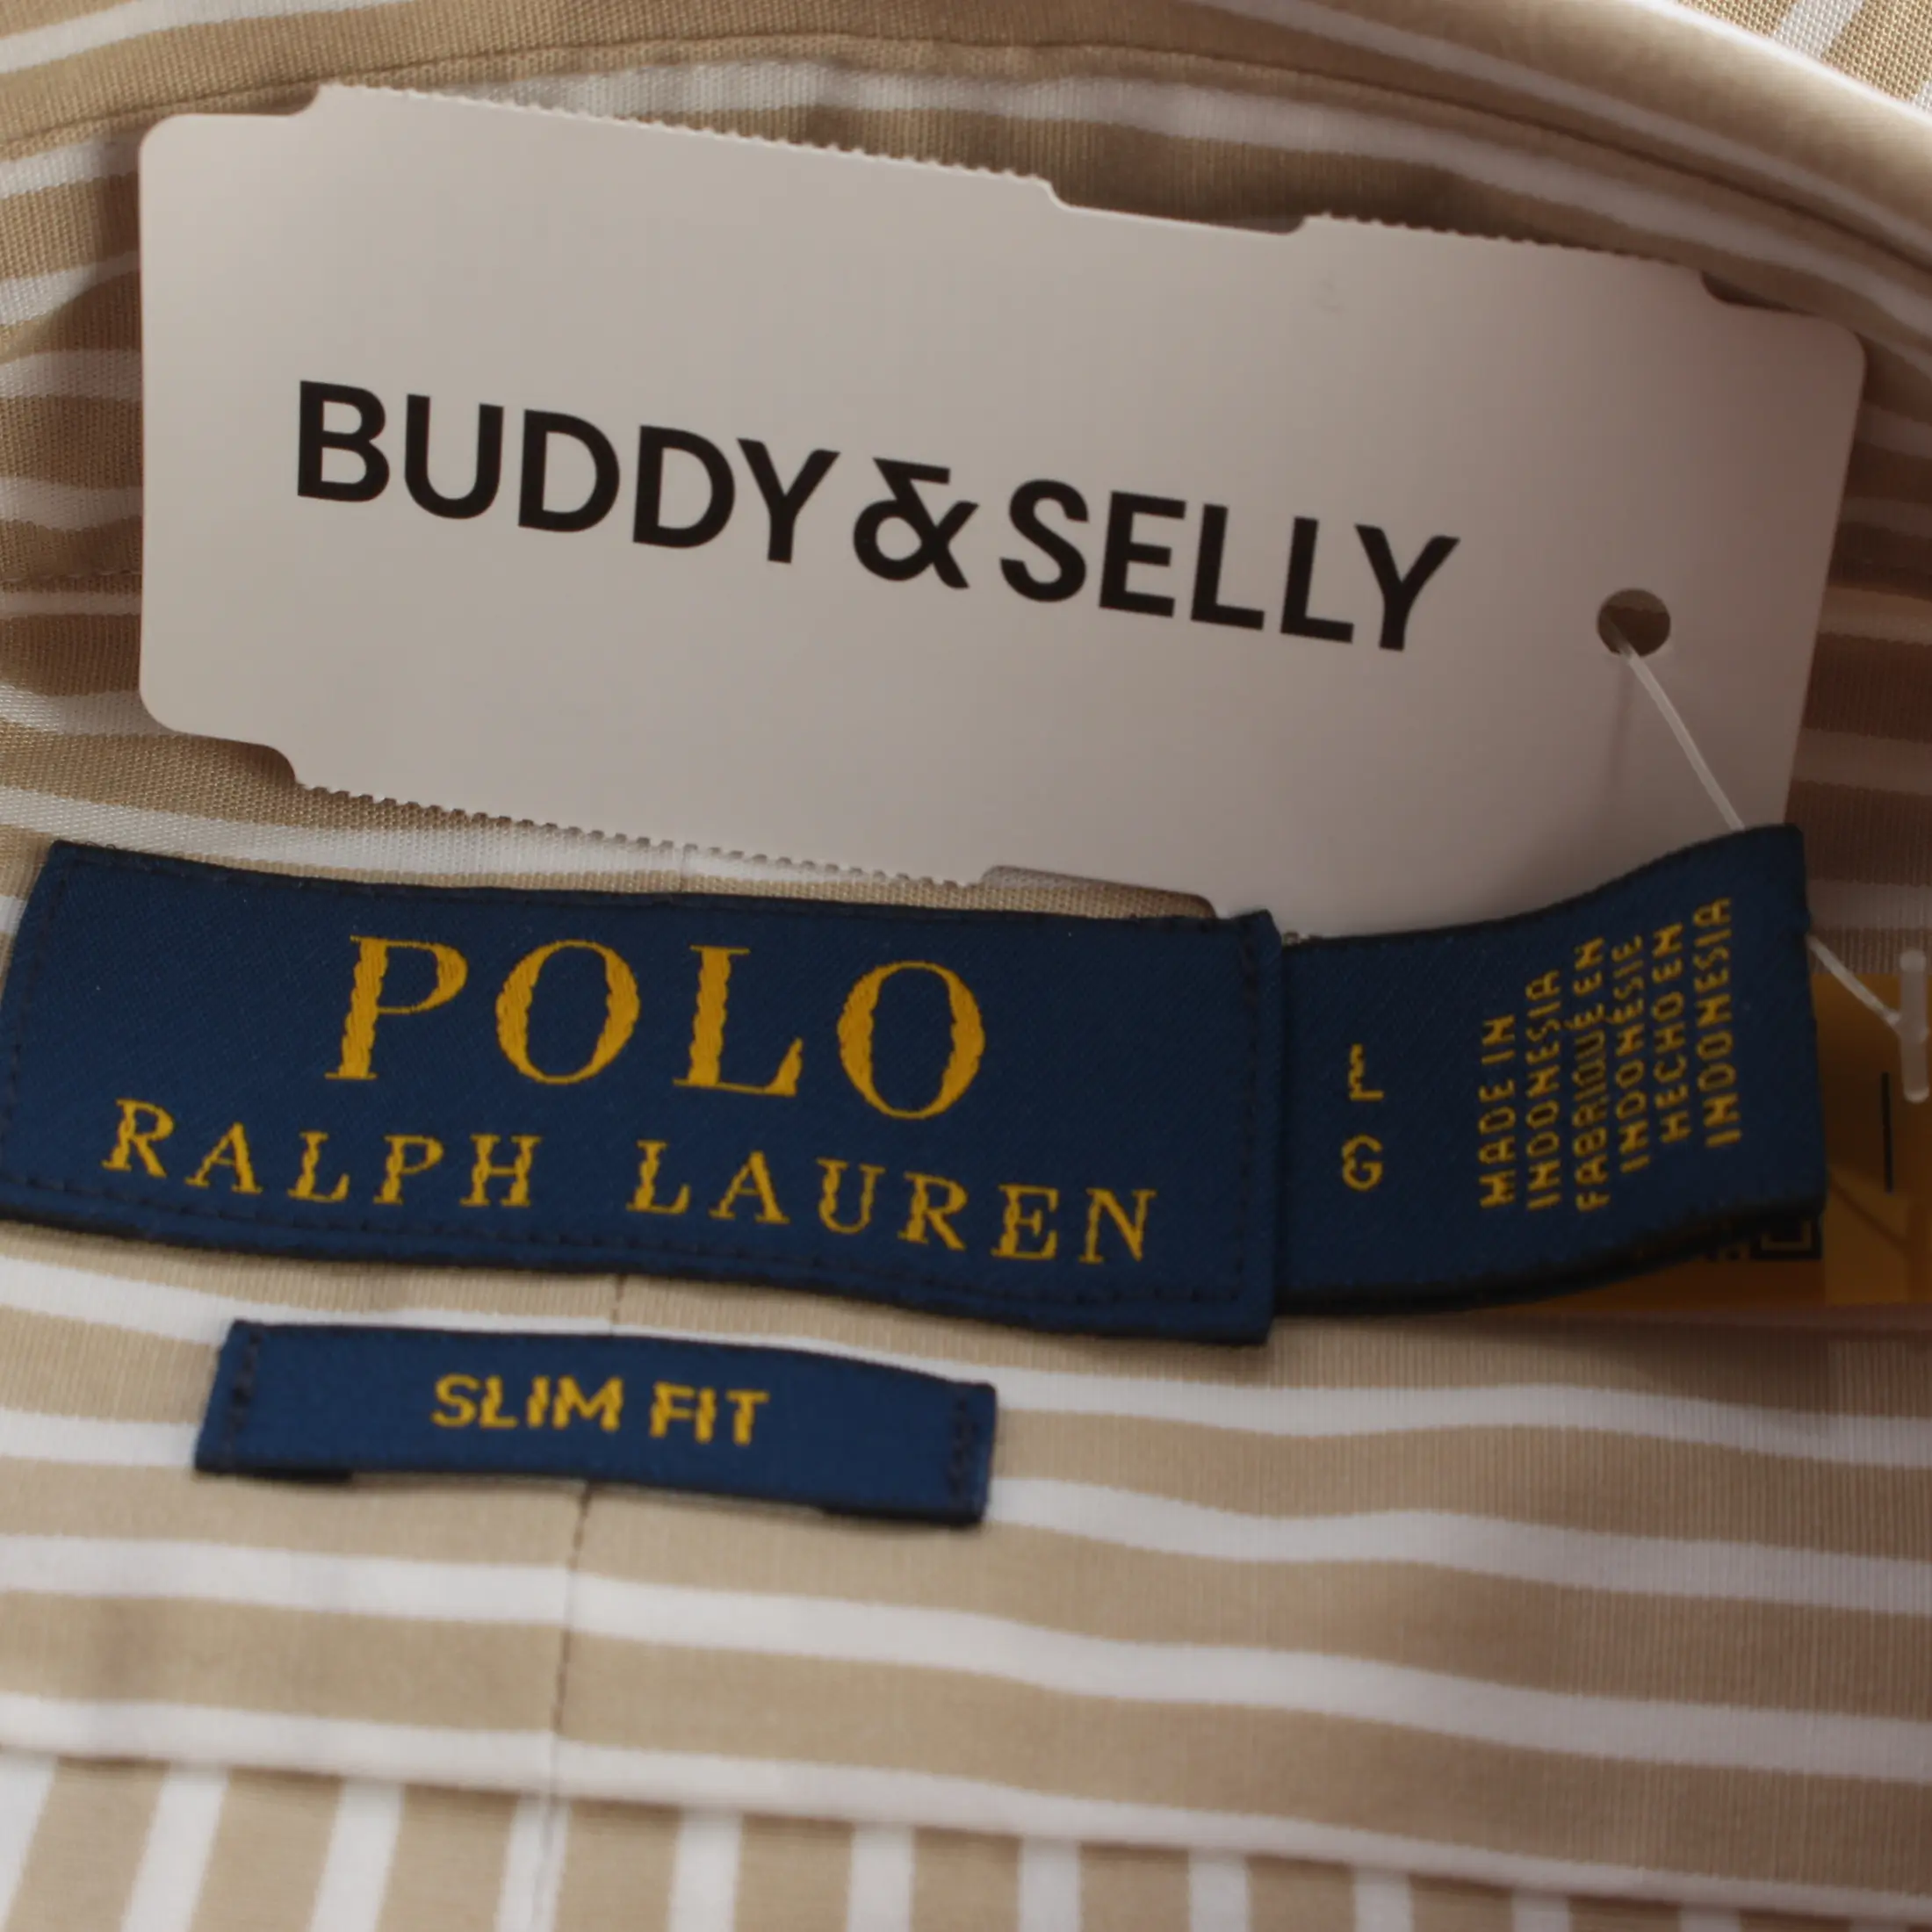 BUDDY & SELLY
POLO
RALPH LAUREN
L
G
MADE IN
INDONESIA
FABRIQUÉ EN
INDONÉSIE
HECHO EN
INDONESIA
SLIM FIT